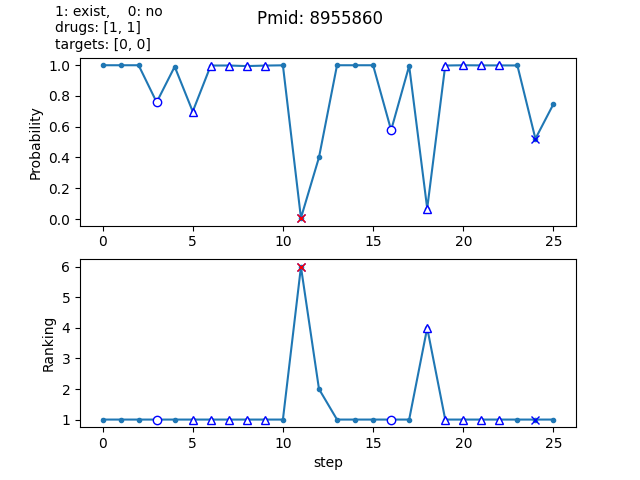 1: exist,    0: no
drugs: [1, 1]
targets: [0, 0]
Pmid: 8955860
1.0
0.8
0.6
0.4
0.2
0.0
Probability
0 5 10 15 20 25
6
5
4
3
2
1
Ranking
0 5 10 15 20 25
step